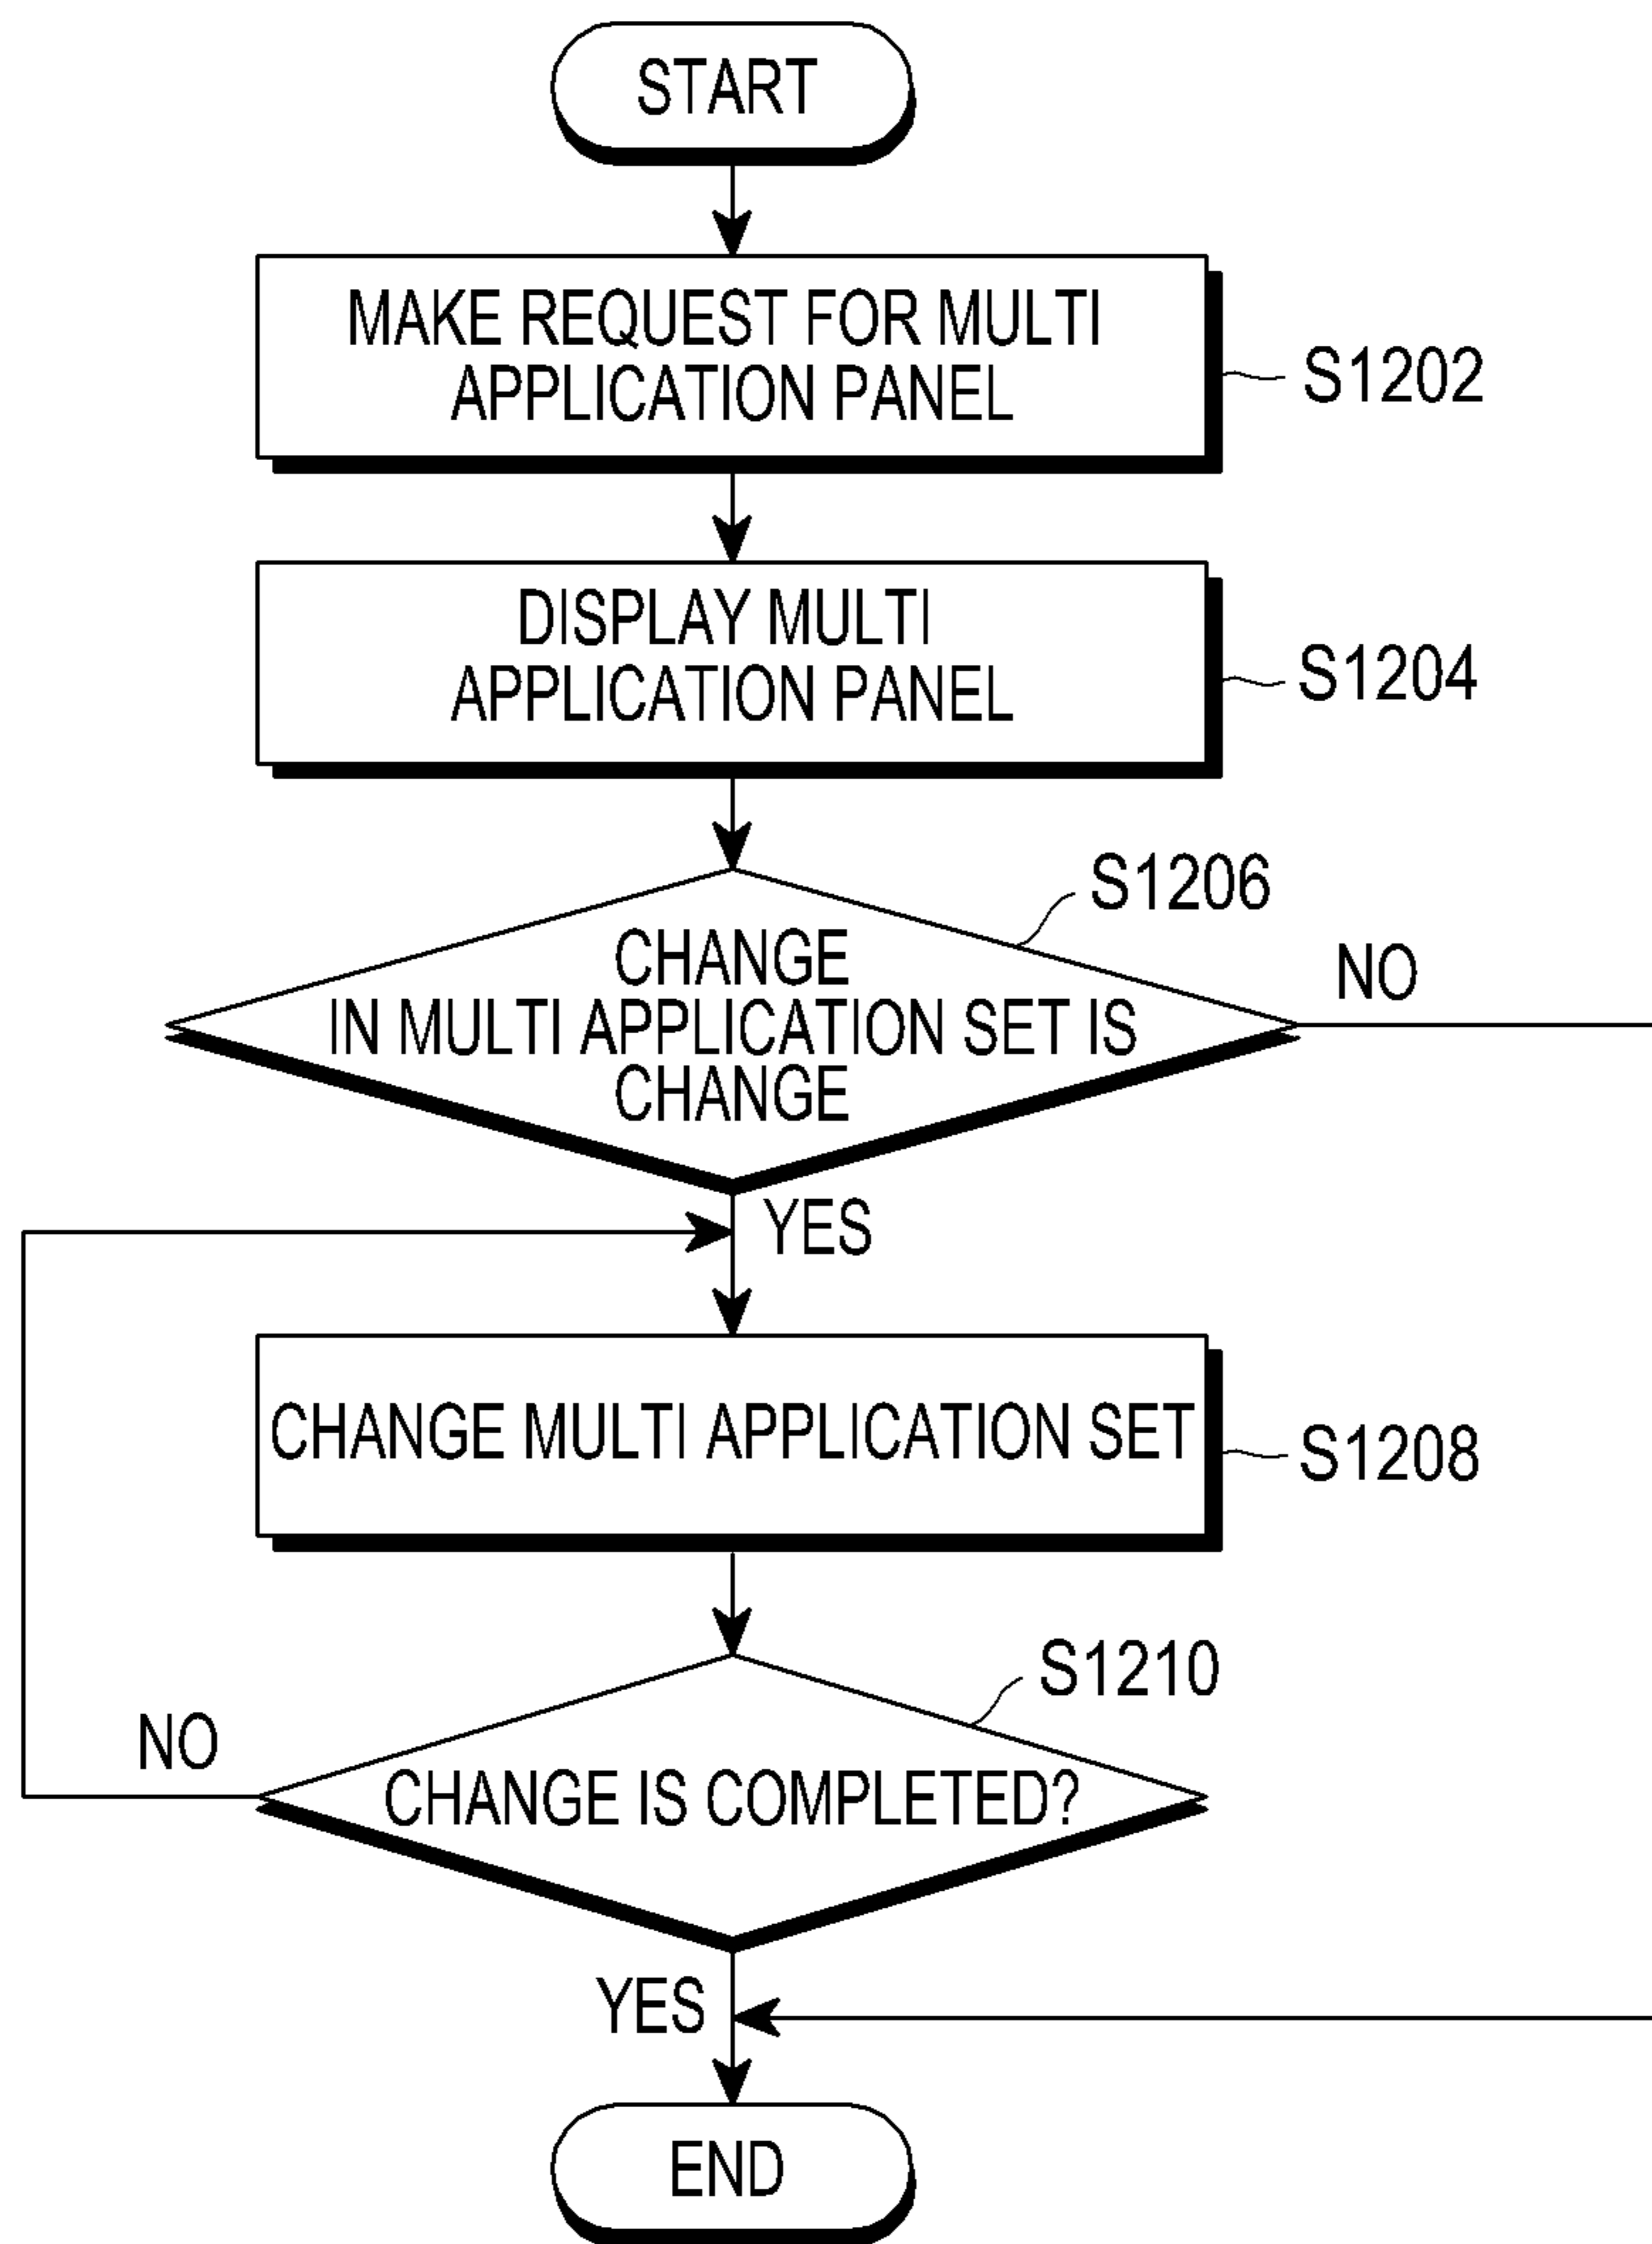 START
MAKE REQUEST FOR MULTI
APPLICATION PANEL
S1202
DISPLAY MULTI
APPLICATION PANEL
S1204
S1206
CHANGE
IN MULTI APPLICATION SET IS
CHANGE
NO
YES
CHANGE MULTI APPLICATION SET
S1208
S1210
NO
CHANGE IS COMPLETED?
YES
END